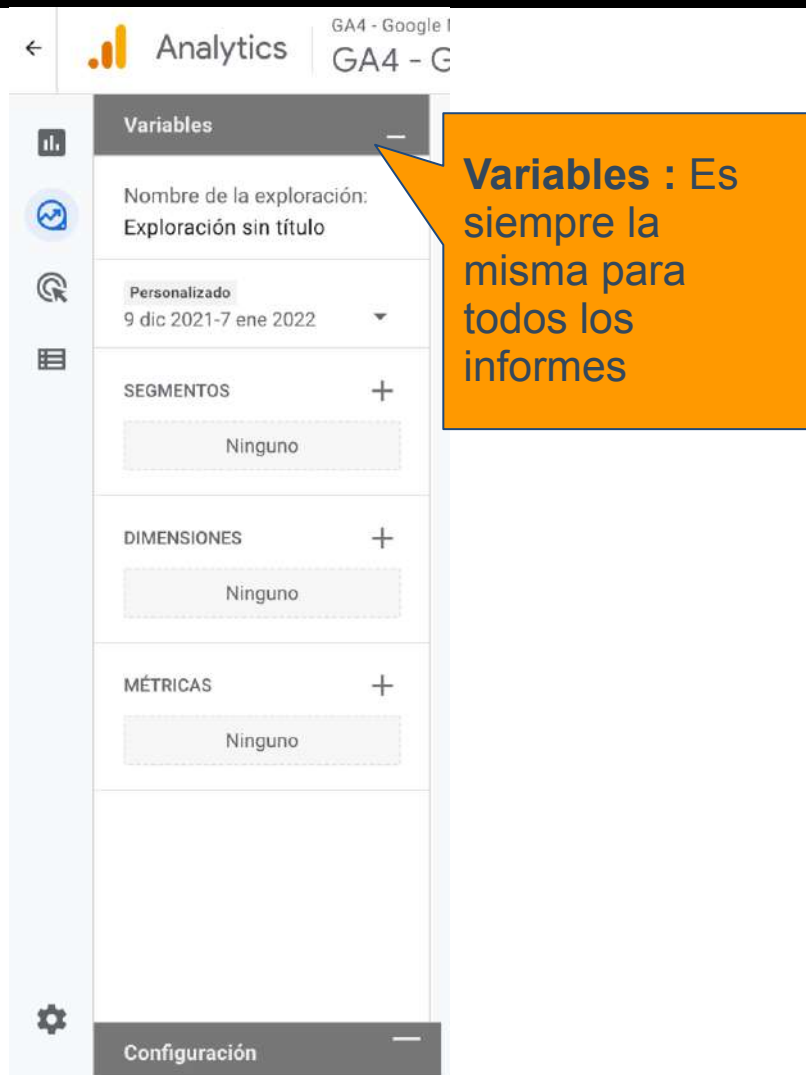 GA4 - Google
Analytics
GA4 - G
Variables
Nombre de la exploración:
Exploración sin título
Personalizado
9 dic 2021-7 ene 2022
SEGMENTOS
Ninguno
DIMENSIONES
Ninguno
MÉTRICAS
Ninguno
Configuración
Variables : Es
siempre la
misma para
todos los
informes